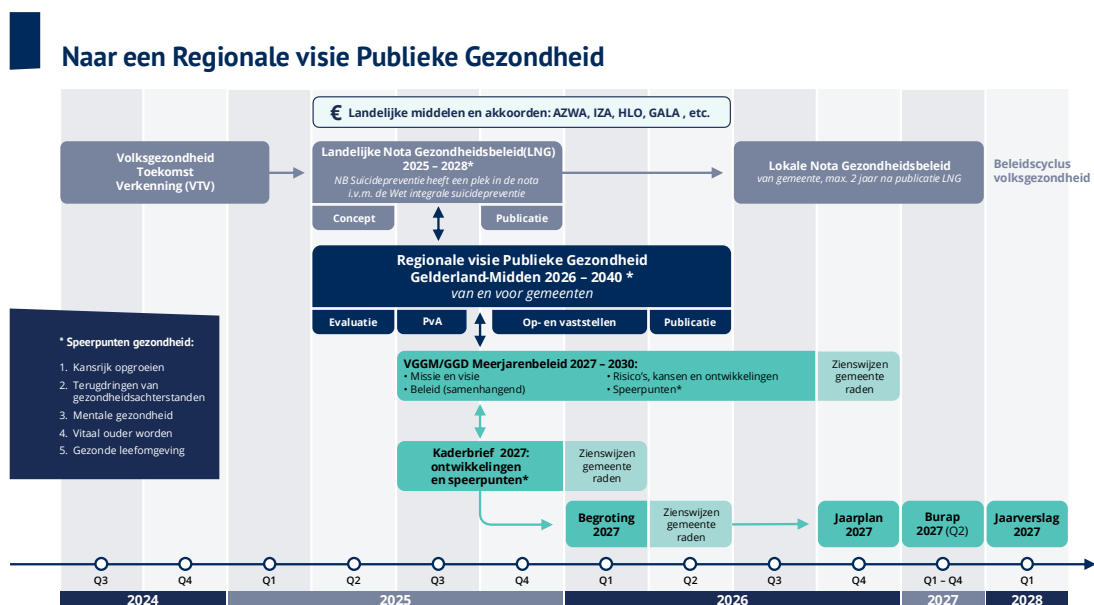 Naar een Regionale visie Publieke Gezondheid
€ Landelijke middelen en akkoorden: AZWA, IZA, HLO, GALA , etc.
Volksgezondheid
Toekomst
Verkenning (VTV)
Landelijke Nota Gezondheidsbeleid(LNG)
2025 – 2028*
NB Suïcidepreventie heeft een plek in de nota
i.v.m. de Wet integrale suïcidepreventie
Concept
Publicatie
Lokale Nota Gezondheidsbeleid
van gemeente, max. 2 jaar na publicatie LNG
Beleidscyclus
volksgezondheid
Regionale visie Publieke Gezondheid
Gelderland-Midden 2026 – 2040 *
van en voor gemeenten
Evaluatie
PvA
Op- en vaststellen
Publicatie
* Speerpunten gezondheid:
1. Kansrijk opgroeien
2. Terugdringen van
gezondheidsachterstanden
3. Mentale gezondheid
4. Vitaal ouder worden
5. Gezonde leefomgeving
VGGM/GGD Meerjarenbeleid 2027 – 2030:
• Missie en visie
• Beleid (samenhangend)
• Risico's, kansen en ontwikkelingen
• Speerpunten*
Zienswijzen
gemeente
raden
Kaderbrief 2027:
ontwikkelingen
en speerpunten*
Zienswijzen
gemeente
raden
Begroting
2027
Zienswijzen
gemeente
raden
Jaarplan
2027
Burap
2027 (Q2)
Jaarverslag
2027
Q3 Q4 Q1 Q2 Q3 Q4 Q1 Q2 Q3 Q4 Q1 – Q4 Q1
2024 2025 2026 2027 2028